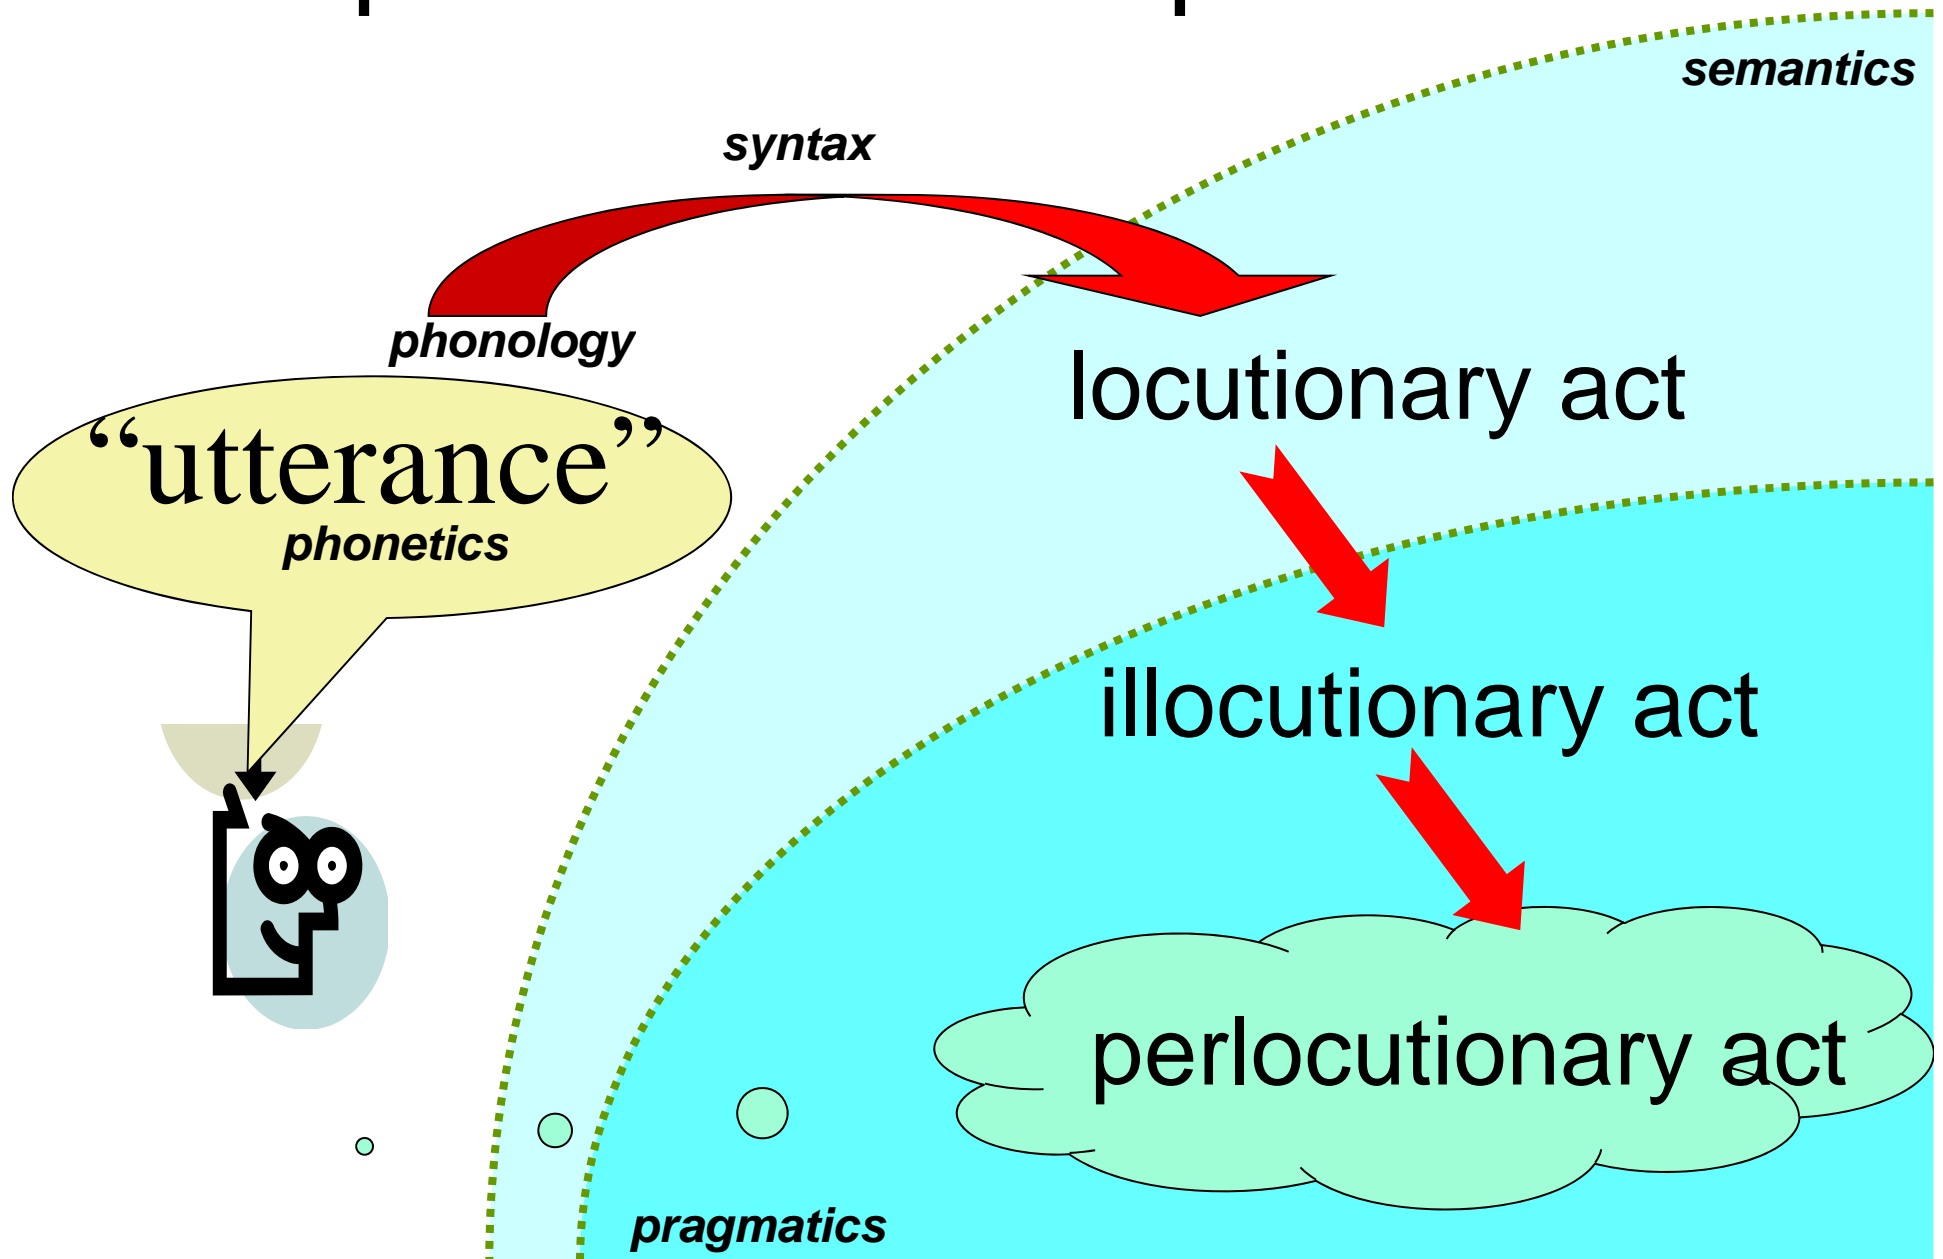 semantics
syntax
phonology
locutionary act
“utterance”
phonetics
illocutionary act
perlocutionary act
pragmatics